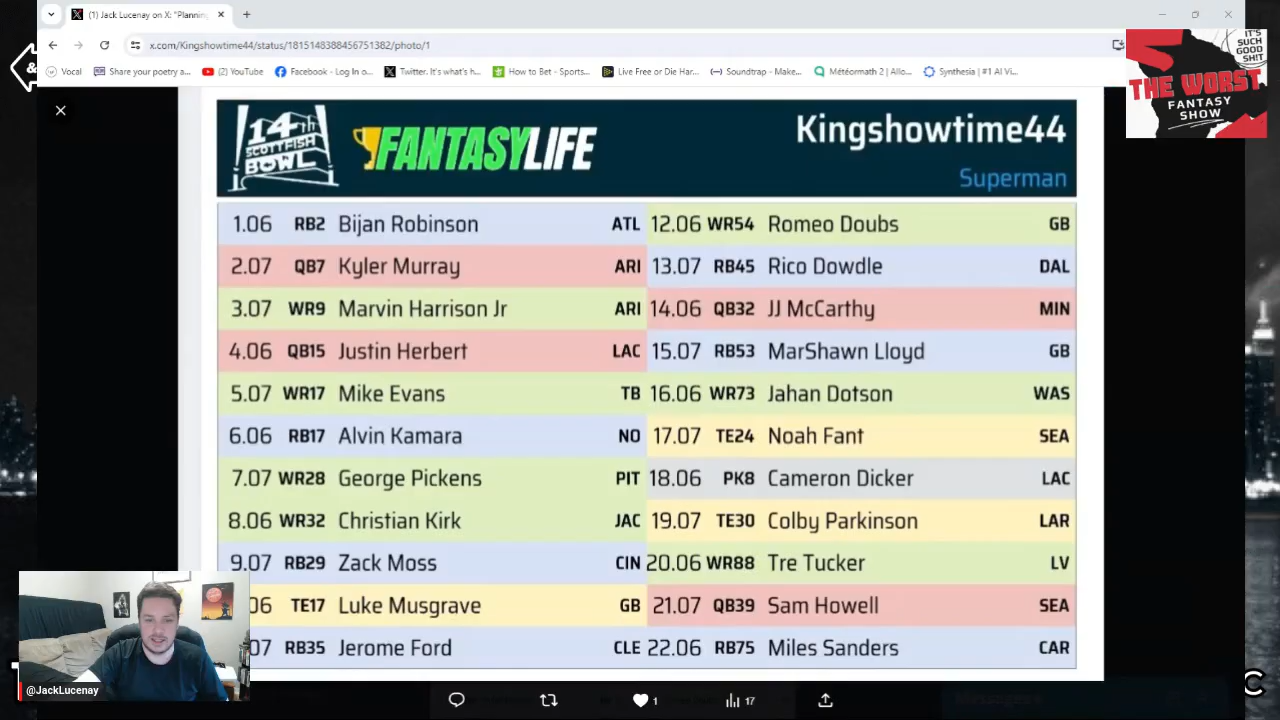 (1) Jack Lucenay on X: "Plannin
x.com/Kingshowtime44/status/1815148388456751382/photo/1
Vocal
Share your poetry a...
(2) YouTube
Facebook - Log In o...
Twitter. It's what's h...
How to Bet - Sports...
Live Free or Die Har...
Soundtrap - Make...
Météormath 2 | Allo...
Synthesia | #1 AI Vi...
IT'S
SUCH
GOOD
SH!T
THE WORST
FANTASY
SHOW
&
14th
SCOTTFISH
BOWL
FANTASYLIFE
Kingshowtime44
Superman
1.06 RB2 Bijan Robinson ATL
2.07 QB7 Kyler Murray ARI
3.07 WR9 Marvin Harrison Jr ARI
4.06 QB15 Justin Herbert LAC
5.07 WR17 Mike Evans TB
6.06 RB17 Alvin Kamara NO
7.07 WR28 George Pickens PIT
8.06 WR32 Christian Kirk JAC
9.07 RB29 Zack Moss CIN
06 TE17 Luke Musgrave GB
07 RB35 Jerome Ford CLE
12.06 WR54 Romeo Doubs GB
13.07 RB45 Rico Dowdle DAL
14.06 QB32 JJ McCarthy MIN
15.07 RB53 MarShawn Lloyd GB
16.06 WR73 Jahan Dotson WAS
17.07 TE24 Noah Fant SEA
18.06 PK8 Cameron Dicker LAC
19.07 TE30 Colby Parkinson LAR
20.06 WR88 Tre Tucker LV
21.07 QB39 Sam Howell SEA
22.06 RB75 Miles Sanders CAR
@JackLucenay
1
17
Messages
C